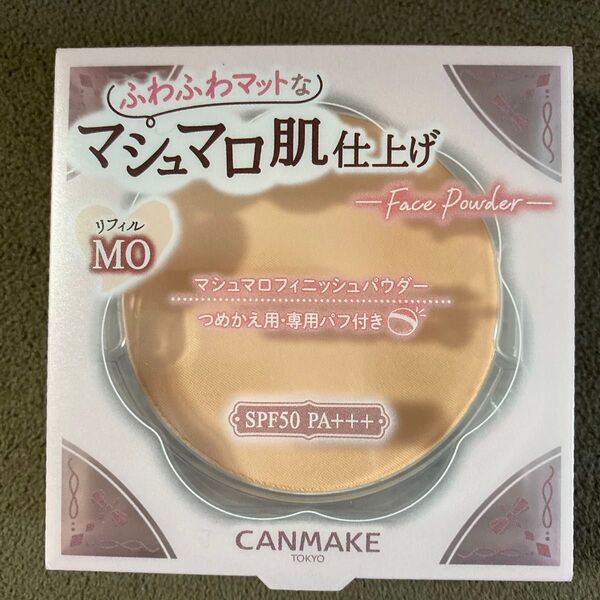 ふわふわマットな
マシュマロ肌仕上げ
Face Powder
リフィル
MO
マシュマロフィニッシュパウダー
つめかえ用・専用パフ付き
SPF50 PA+++
CANMAKE
TOKYO